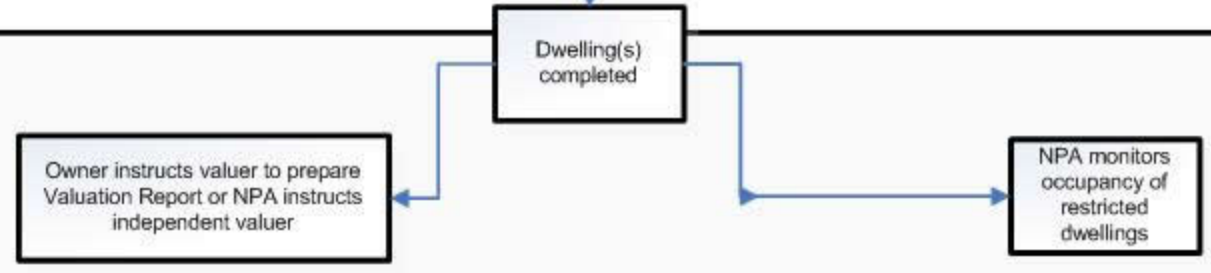 Dwelling(s)
completed
Owner instructs valuer to prepare
Valuation Report or NPA instructs
independent valuer
NPA monitors
occupancy of
restricted
dwellings